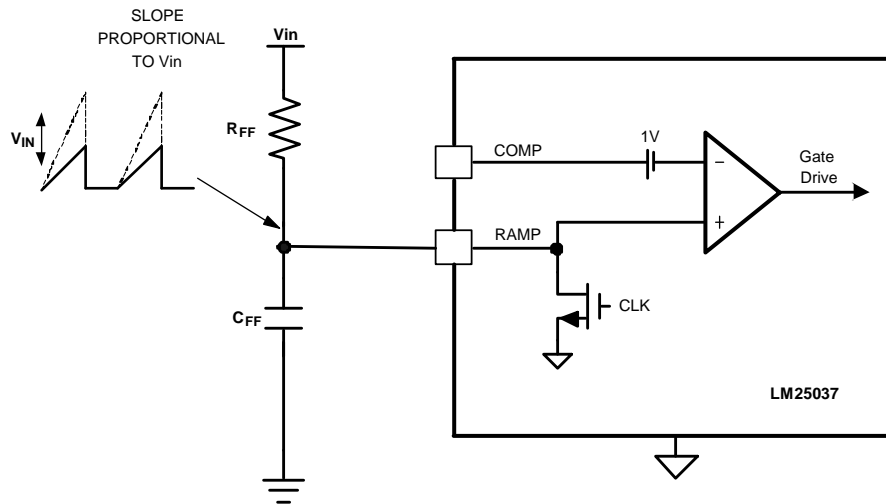 SLOPE
PROPORTIONAL
TO Vin
Vin
VIN
RFF
CFF
COMP
1V
−
+
Gate
Drive
RAMP
CLK
LM25037